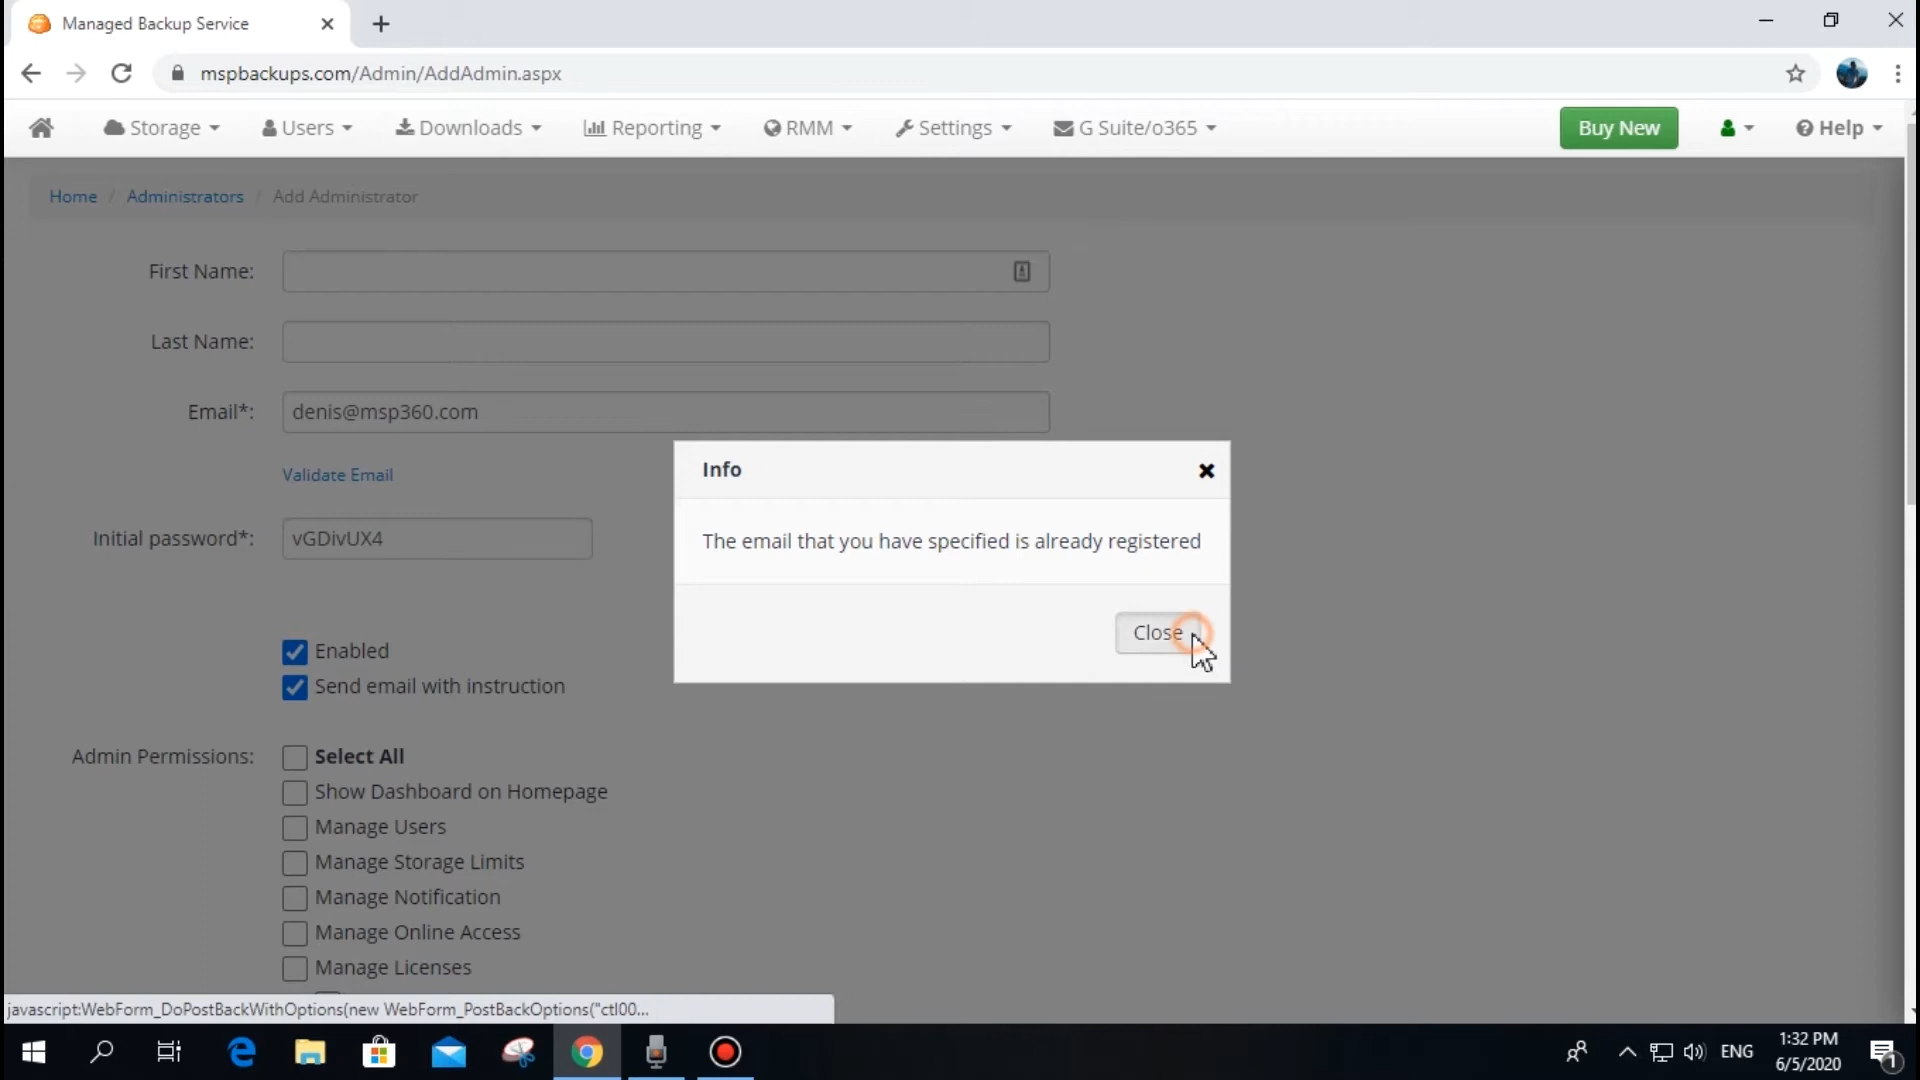 Managed Backup Service
mspbackups.com/Admin/AddAdmin.aspx
Storage Users Downloads Reporting RMM Settings G Suite/o365 Buy New Help
Home / Administrators / Add Administrator
First Name:
Last Name:
Email*: denis@msp360.com
Validate Email
Initial password*: vGDivUX4
Info
The email that you have specified is already registered
Close
Enabled
Send email with instruction
Admin Permissions: Select All
Show Dashboard on Homepage
Manage Users
Manage Storage Limits
Manage Notification
Manage Online Access
Manage Licenses
javascript:WebForm_DoPostBackWithOptions(new WebForm_PostBackOptions("ctl00...
ENG
1:32 PM
6/5/2020
1